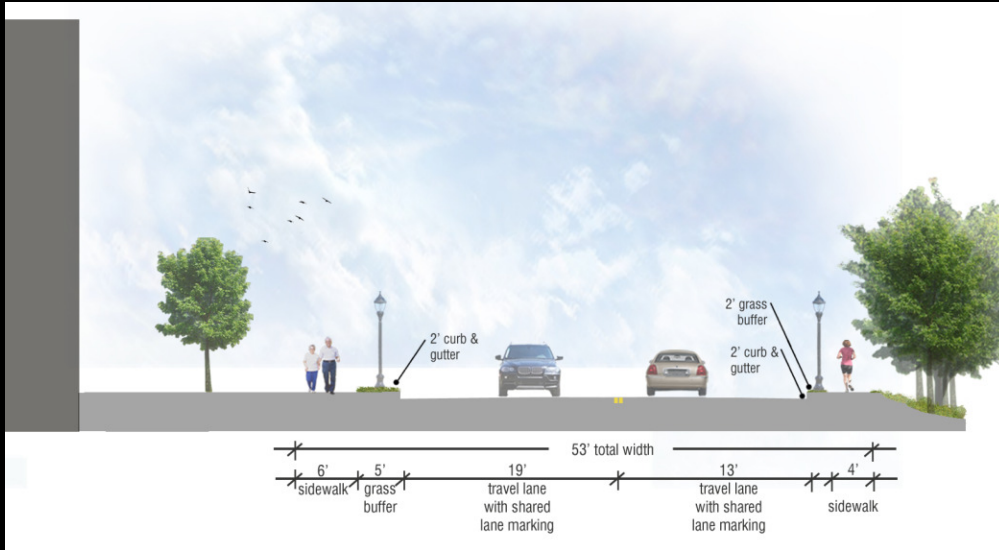 2' grass
buffer
2' curb &
gutter
2' curb &
gutter
53' total width
6' 5' 19' 13' 4'
sidewalk grass travel lane travel lane sidewalk
buffer with shared with shared
lane marking lane marking